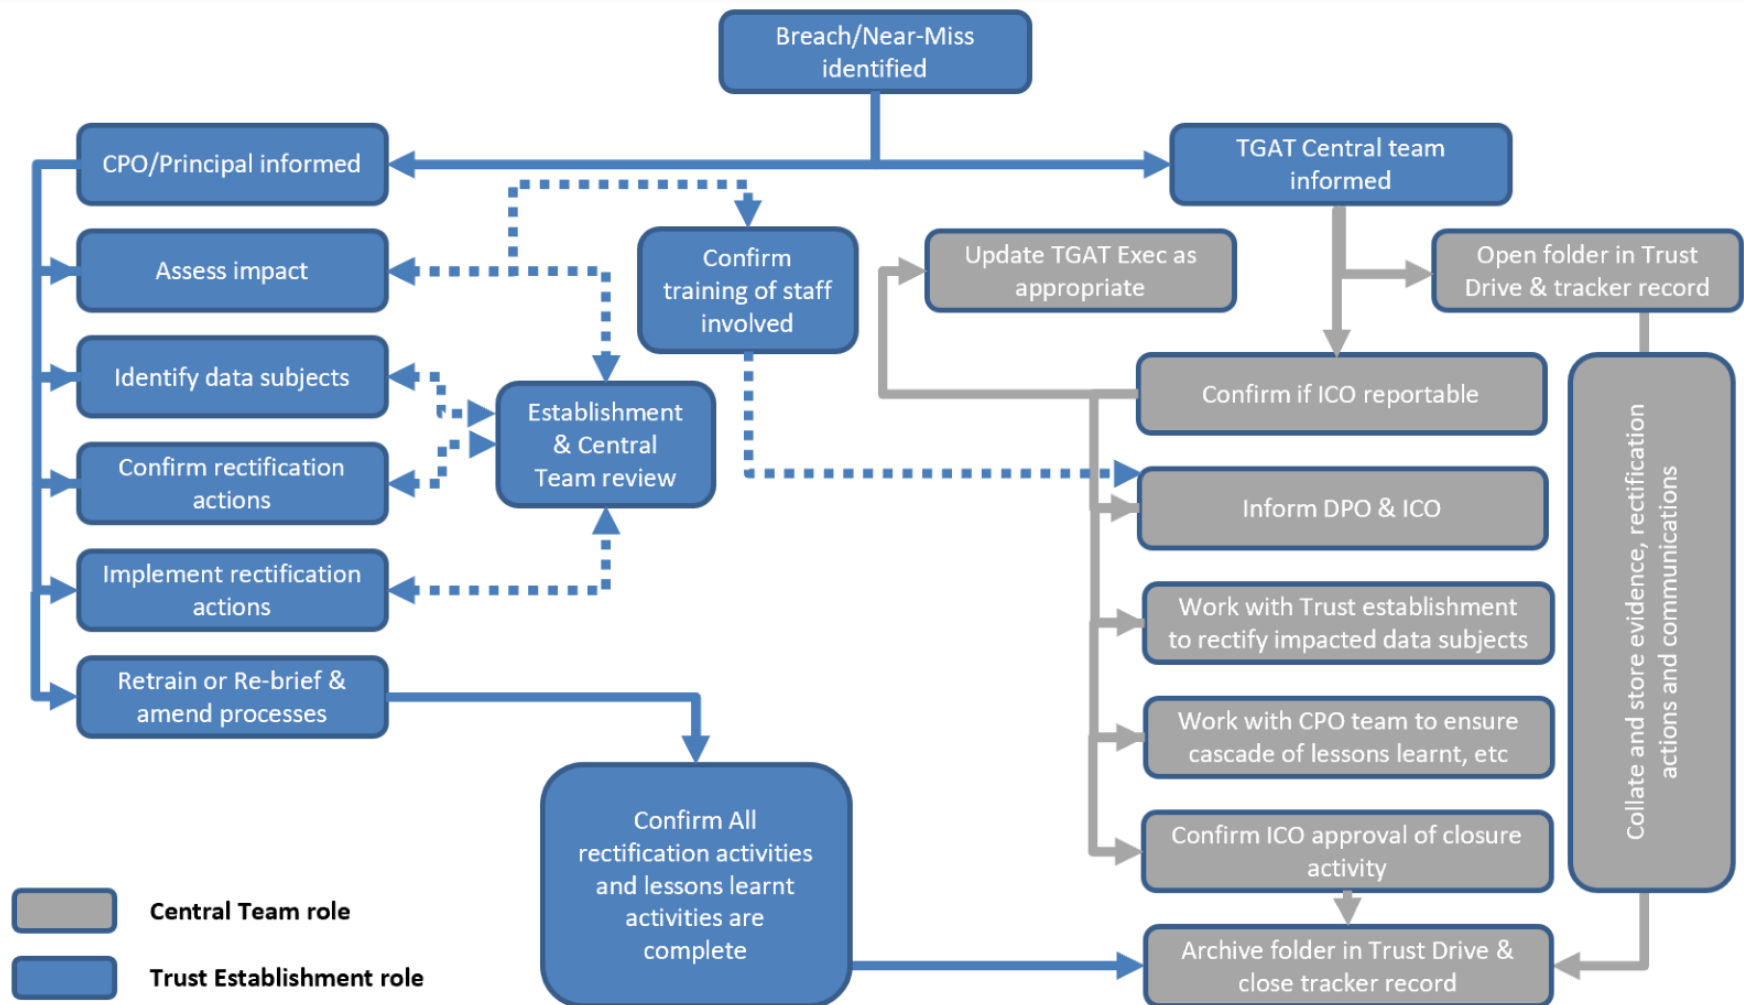 Breach/Near-Miss
identified
CPO/Principal informed
TGAT Central team
informed
Assess impact
Confirm
training of staff
involved
Update TGAT Exec as
appropriate
Open folder in Trust
Drive & tracker record
Identify data subjects
Establishment
& Central
Team review
Confirm if ICO reportable
Confirm rectification
actions
Inform DPO & ICO
Implement rectification
actions
Work with Trust establishment
to rectify impacted data subjects
Collate and store evidence, rectification
actions and communications
Retrain or Re-brief &
amend processes
Work with CPO team to ensure
cascade of lessons learnt, etc
Confirm All
rectification activities
and lessons learnt
activities are
complete
Confirm ICO approval of closure
activity
Archive folder in Trust Drive &
close tracker record
Central Team role
Trust Establishment role